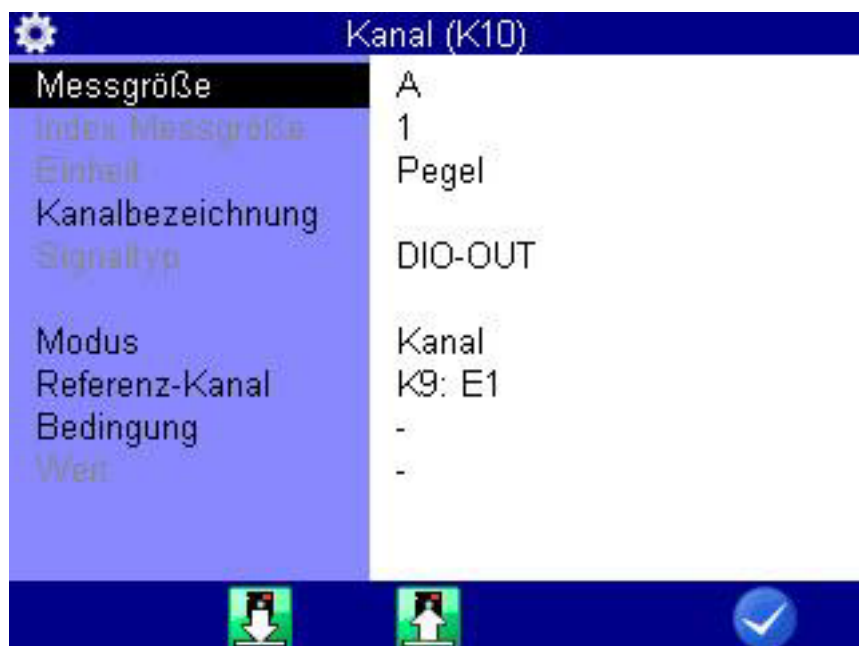 Kanal (K10)
Messgröße A
Index Messgröße 1
Einheit Pegel
Kanalbezeichnung
Signaltyp DIO-OUT
Modus Kanal
Referenz-Kanal K9: E1
Bedingung -
Wert -